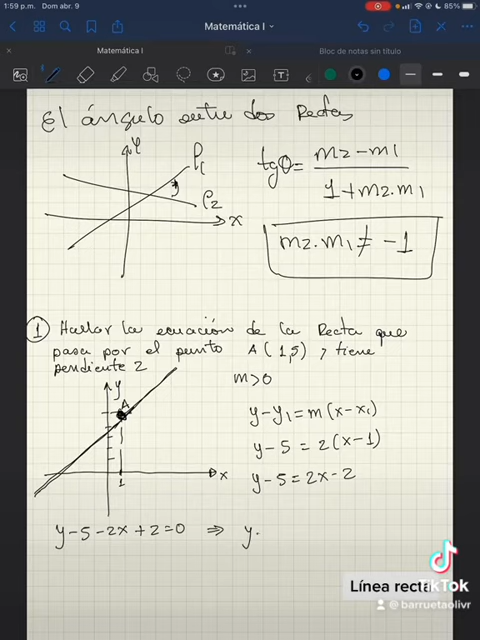 1:59 p.m. Dom abr. 9
85%
Matemática I
Matemática I
Bloc de notas sin título
El ángulo entre dos Rectas
y
l1
l2
x
tgθ = m2 - m1 / 1 + m2.m1
m2.m1 ≠ -1
1 Hallar la ecuación de la Recta que
pasa por el punto A(1,5) y tiene
pendiente 2
m>0
y
A
x
1
y - y1 = m(x - x1)
y - 5 = 2(x - 1)
y - 5 = 2x - 2
y - 5 - 2x + 2 = 0 ⇒ y.
Línea recta
TikTok
@barruetaolivr